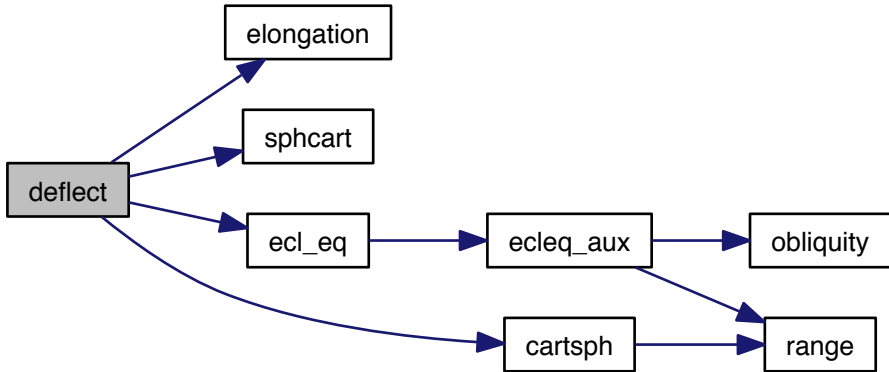 elongation
sphcart
deflect
ecl_eq
ecleq_aux
obliquity
cartsph
range